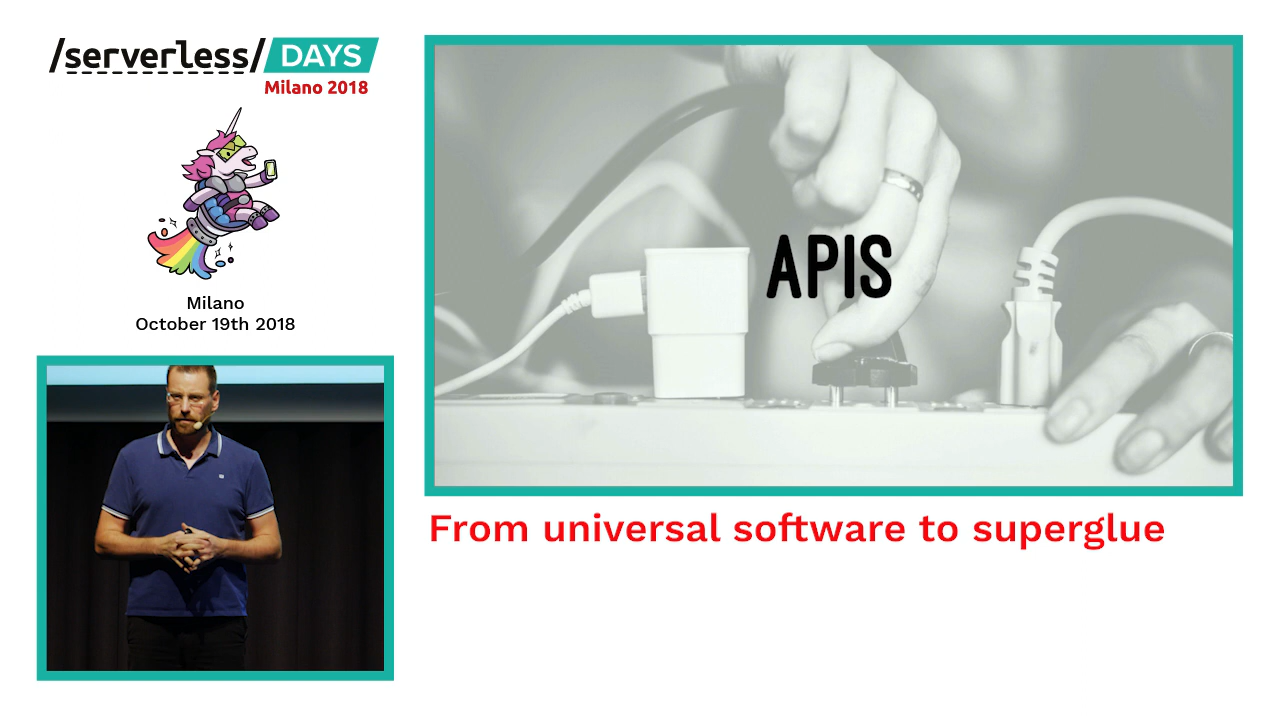 /serverless/ DAYS
Milano 2018
Milano
October 19th 2018
APIS
From universal software to superglue